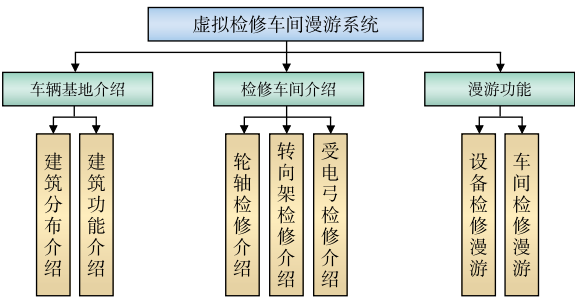 虚拟检修车间漫游系统
车辆基地介绍
检修车间介绍
漫游功能
建筑分布介绍
建筑功能介绍
轮轴检修介绍
转向架检修介绍
受电弓检修介绍
设备检修漫游
车间检修漫游